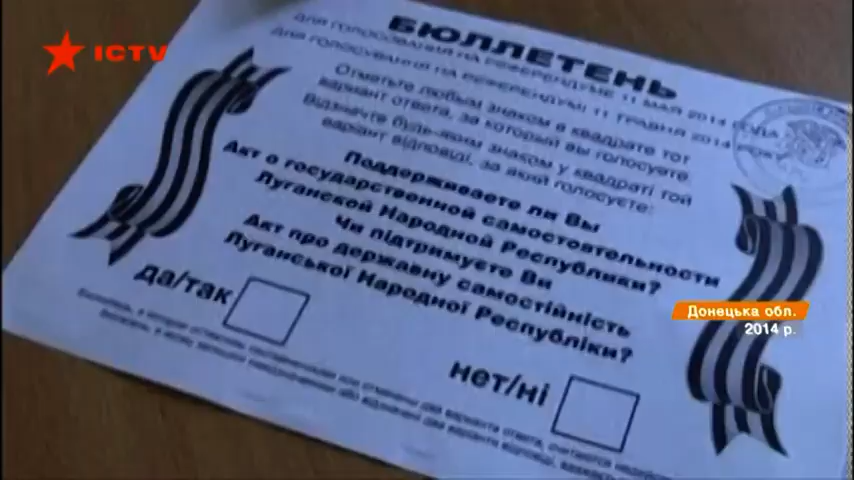 ICTV
БЮЛЛЕТЕНЬ
ДЛЯ ГОЛОСОВАНИЯ НА РЕФЕРЕНДУМЕ 11 МАЯ 2014 ГОДА
ДЛЯ ГОЛОСУВАННЯ НА РЕФЕРЕНДУМІ 11 ТРАВНЯ 2014 РОКУ
Отметьте любым знаком в квадрате тот
вариант ответа, за который Вы голосуете.
Відзначте будь-яким знаком у квадраті той
варіант відповіді, за який голосуєте:
Поддерживаете ли Вы
Акт о государственной самостоятельности
Луганской Народной Республики?
Чи підтримуєте Ви
Акт про державну самостійність
Луганської Народної Республіки?
да/так
нет/ні
Донецька обл.
2014 р.